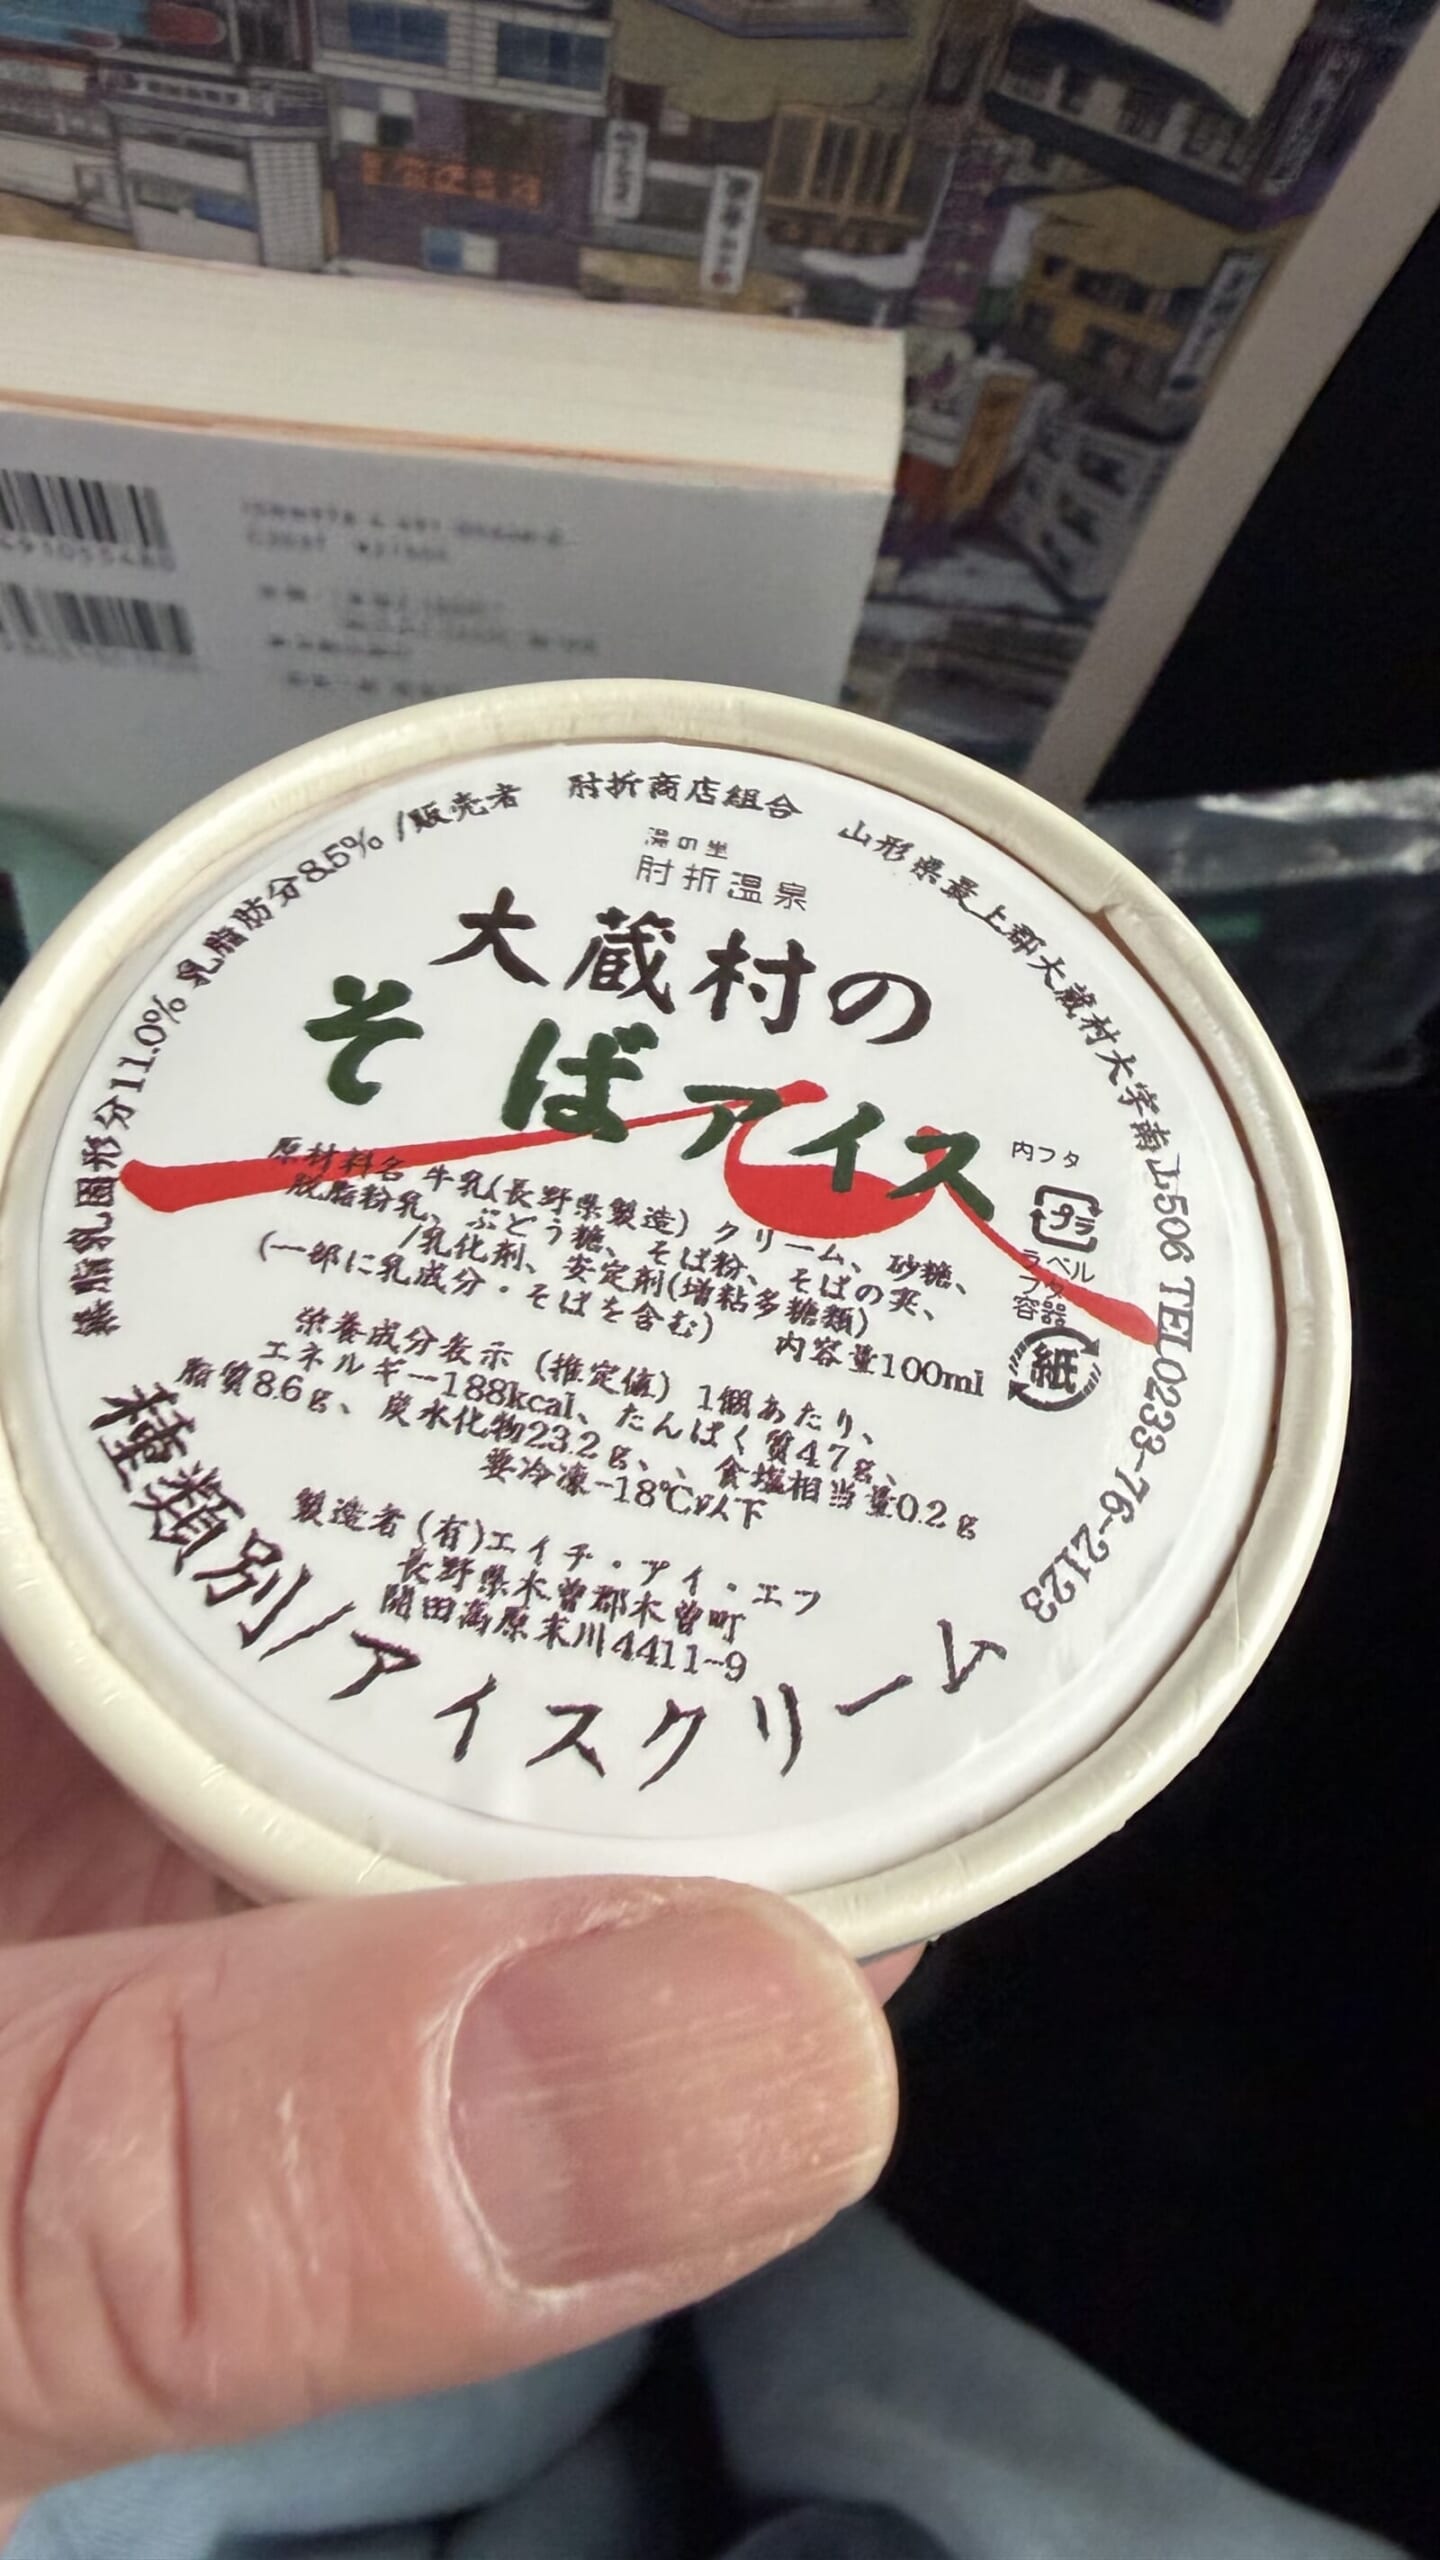 無脂乳固形分11.0% 乳脂肪分8.5% /販売者 肘折商店組合 山形県最上郡大蔵村大字南山506 TEL0233-76-2123
湯の里
肘折温泉
大蔵村の
そばアイス
原材料名 牛乳(長野県製造) クリーム、砂糖、
脱脂粉乳、ぶどう糖、そば粉、そばの実、
/乳化剤、安定剤(増粘多糖類)
(一部に乳成分・そばを含む) 内容量100ml
内フタ
プラ
ラベル
フタ
容器
紙
栄養成分表示 (推定値) 1個あたり、
エネルギー188kcal、たんぱく質4.7g、
脂質8.6g、炭水化物23.2g、、食塩相当量0.2g
要冷凍-18℃以下
製造者 (有)エイチ・アイ・エフ
長野県木曽郡木曽町
開田高原末川4411-9
種類別/アイスクリーム
491055480